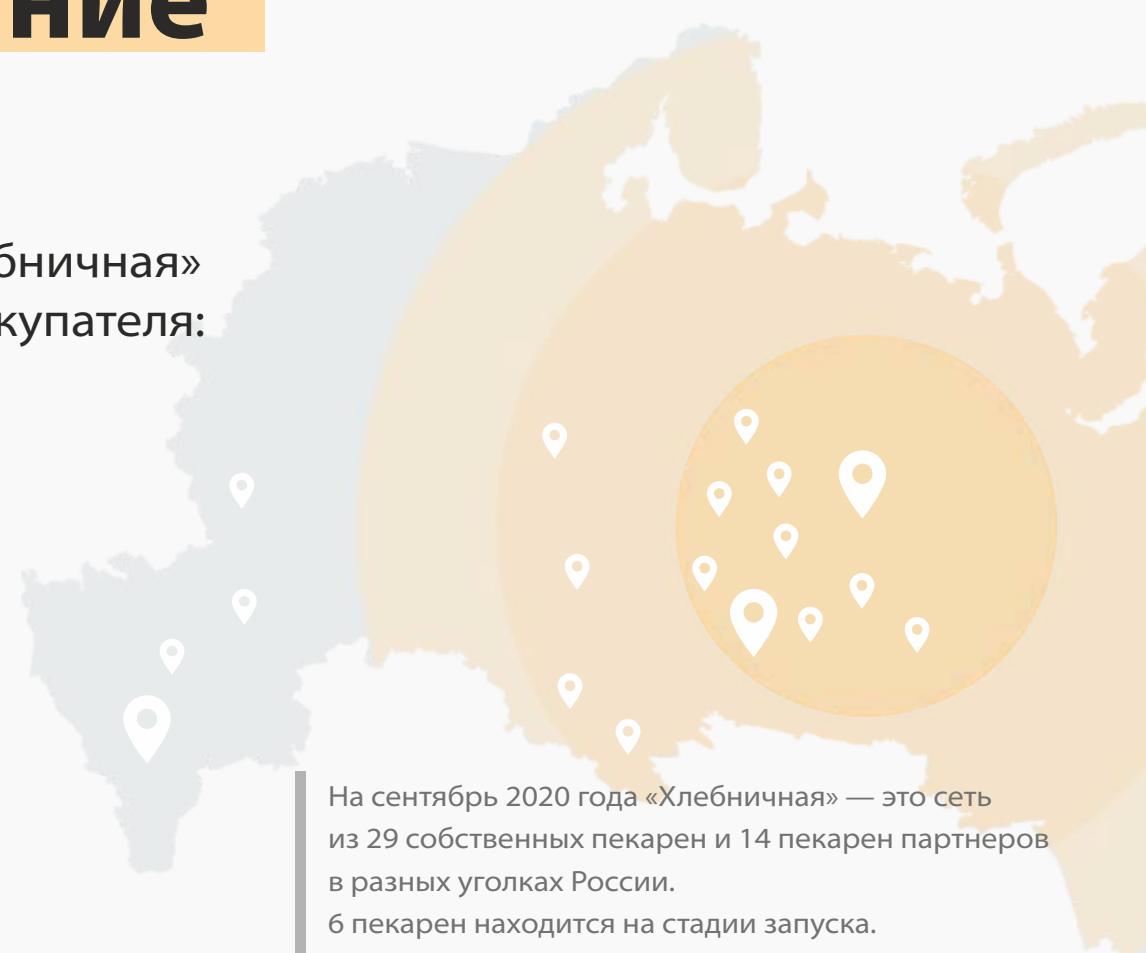 ние
бничная»
купателя:
На сентябрь 2020 года «Хлебничная» — это сеть
из 29 собственных пекарен и 14 пекарен партнеров
в разных уголках России.
6 пекарен находится на стадии запуска.